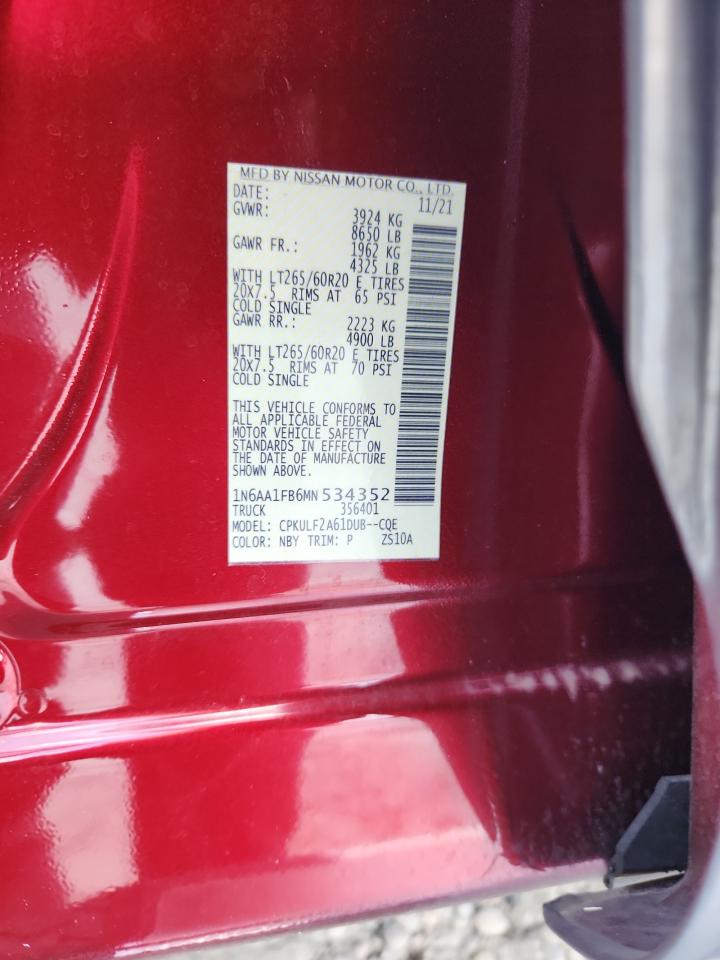 MFD BY NISSAN MOTOR CO., LTD.
DATE: 11/21
GVWR: 3924 KG
8650 LB
GAWR FR.: 1962 KG
4325 LB
WITH LT265/60R20 E TIRES
20X7.5 RIMS AT 65 PSI
COLD SINGLE
GAWR RR.: 2223 KG
4900 LB
WITH LT265/60R20 E TIRES
20X7.5 RIMS AT 70 PSI
COLD SINGLE
THIS VEHICLE CONFORMS TO
ALL APPLICABLE FEDERAL
MOTOR VEHICLE SAFETY
STANDARDS IN EFFECT ON
THE DATE OF MANUFACTURE
SHOWN ABOVE.
1N6AA1FB6MN534352
TRUCK 356401
MODEL: CPKULF2A61DUB--CQE
COLOR: NBY TRIM: P ZS10A